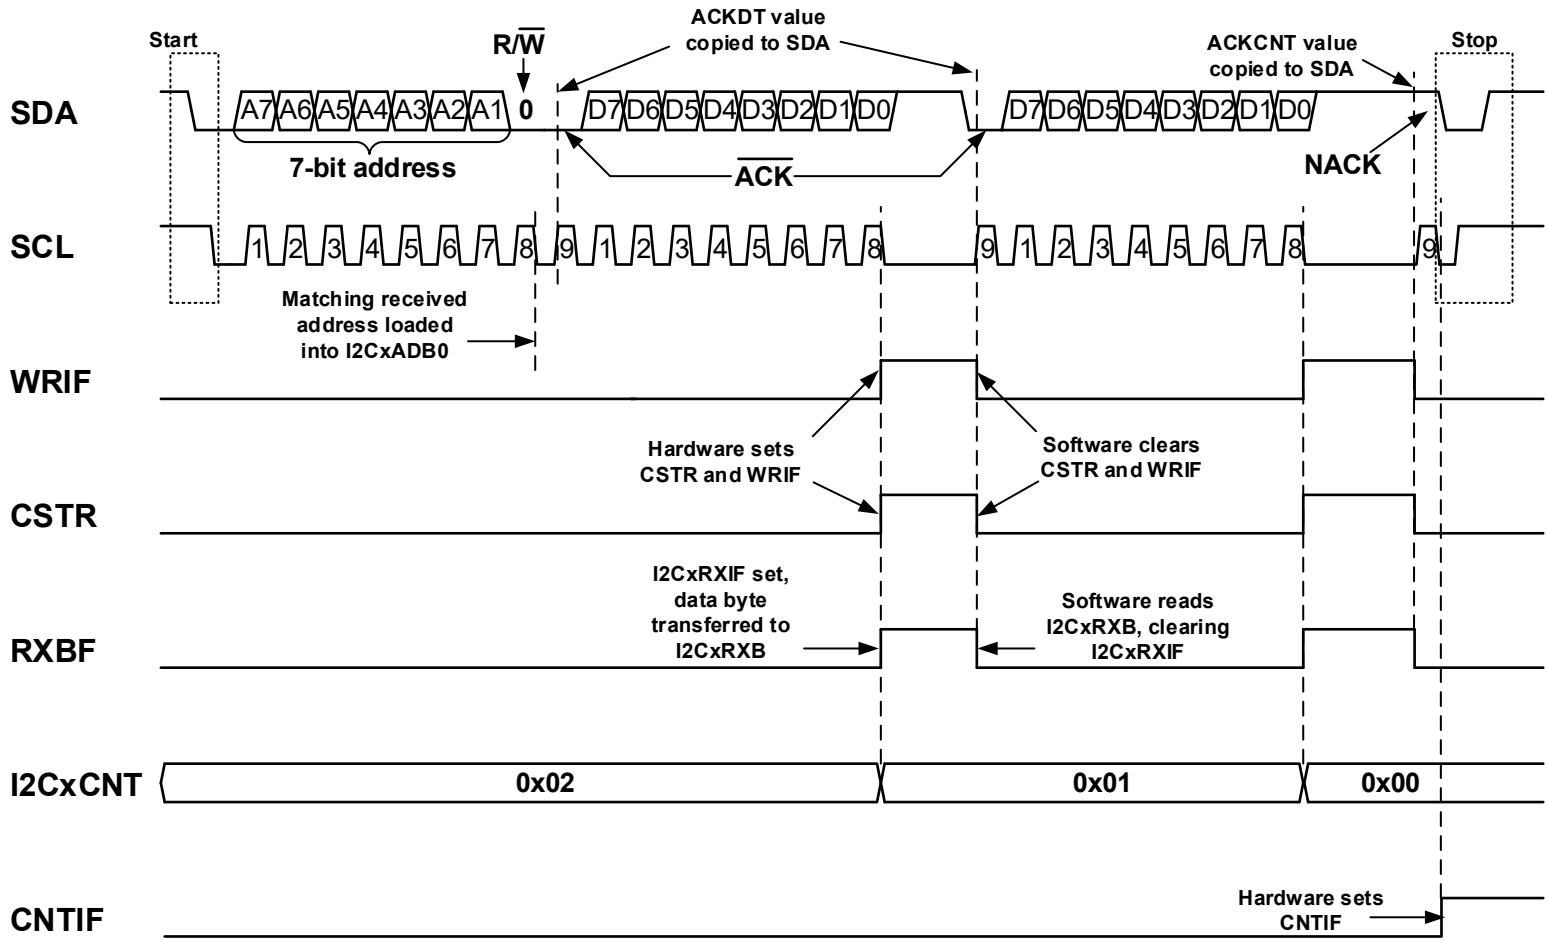 ACKDT value
copied to SDA
Start
R/W̅
ACKCNT value
copied to SDA
Stop
SDA
A7 A6 A5 A4 A3 A2 A1 0 D7 D6 D5 D4 D3 D2 D1 D0 D7 D6 D5 D4 D3 D2 D1 D0
7-bit address
A̅C̅K̅
NACK
SCL
1 2 3 4 5 6 7 8 9 1 2 3 4 5 6 7 8 9 1 2 3 4 5 6 7 8 9
Matching received
address loaded
into I2CxADB0
WRIF
Hardware sets
CSTR and WRIF
Software clears
CSTR and WRIF
CSTR
I2CxRXIF set,
data byte
transferred to
I2CxRXB
Software reads
I2CxRXB, clearing
I2CxRXIF
RXBF
I2CxCNT
0x02 0x01 0x00
Hardware sets
CNTIF
CNTIF